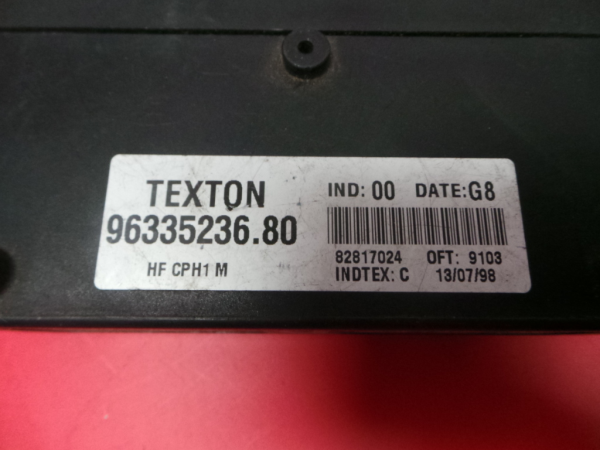 TEXTON
96335236.80
HF CPH1 M
IND: 00 DATE:G8
82817024 OFT: 9103
INDTEX: C 13/07/98